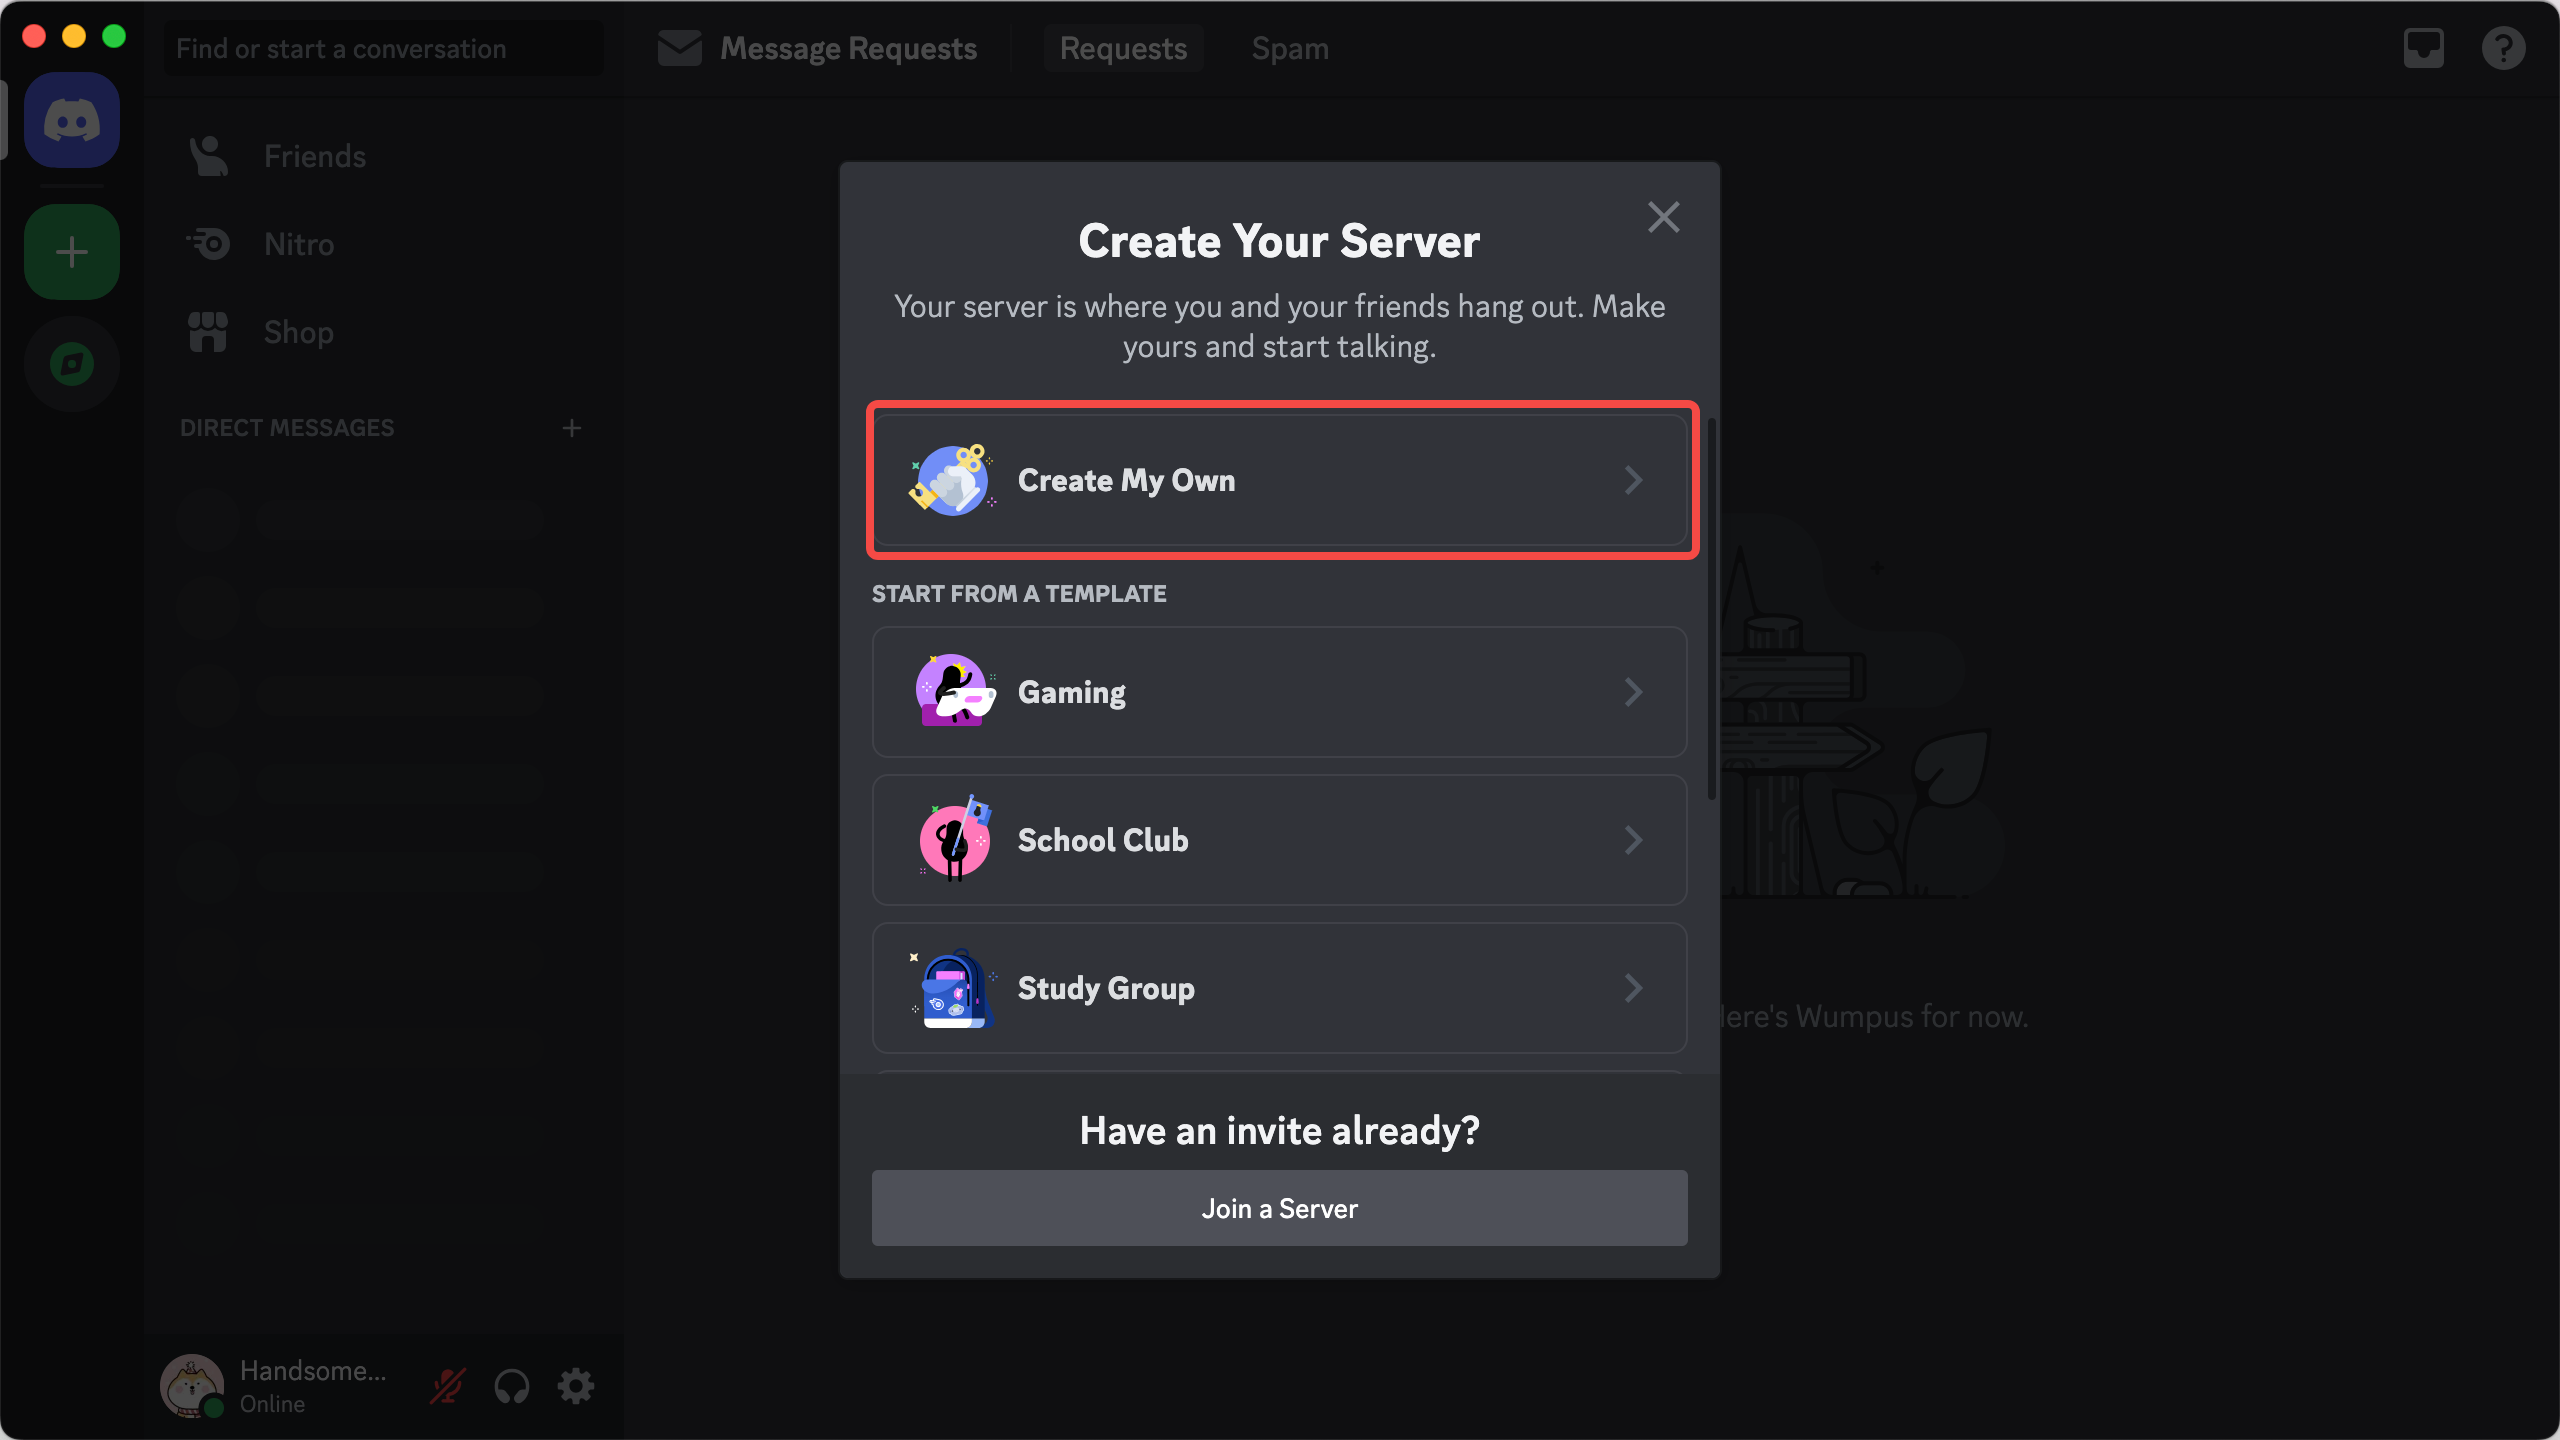 Find or start a conversation
Message Requests
Requests
Spam
Friends
Nitro
Shop
DIRECT MESSAGES
Create Your Server
Your server is where you and your friends hang out. Make
yours and start talking.
Create My Own
START FROM A TEMPLATE
Gaming
School Club
Study Group
ere's Wumpus for now.
Have an invite already?
Join a Server
Handsome...
Online